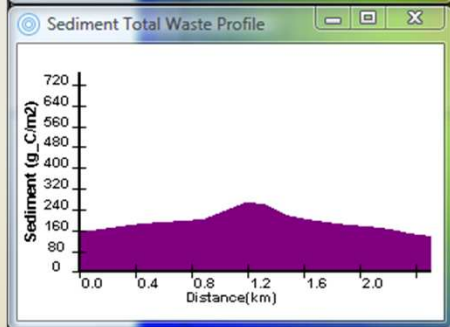 Sediment Total Waste Profile
720
640
560
480
400
320
240
160
80
0
Sediment (g_C/m2)
0.0 0.4 0.8 1.2 1.6 2.0
Distance(km)